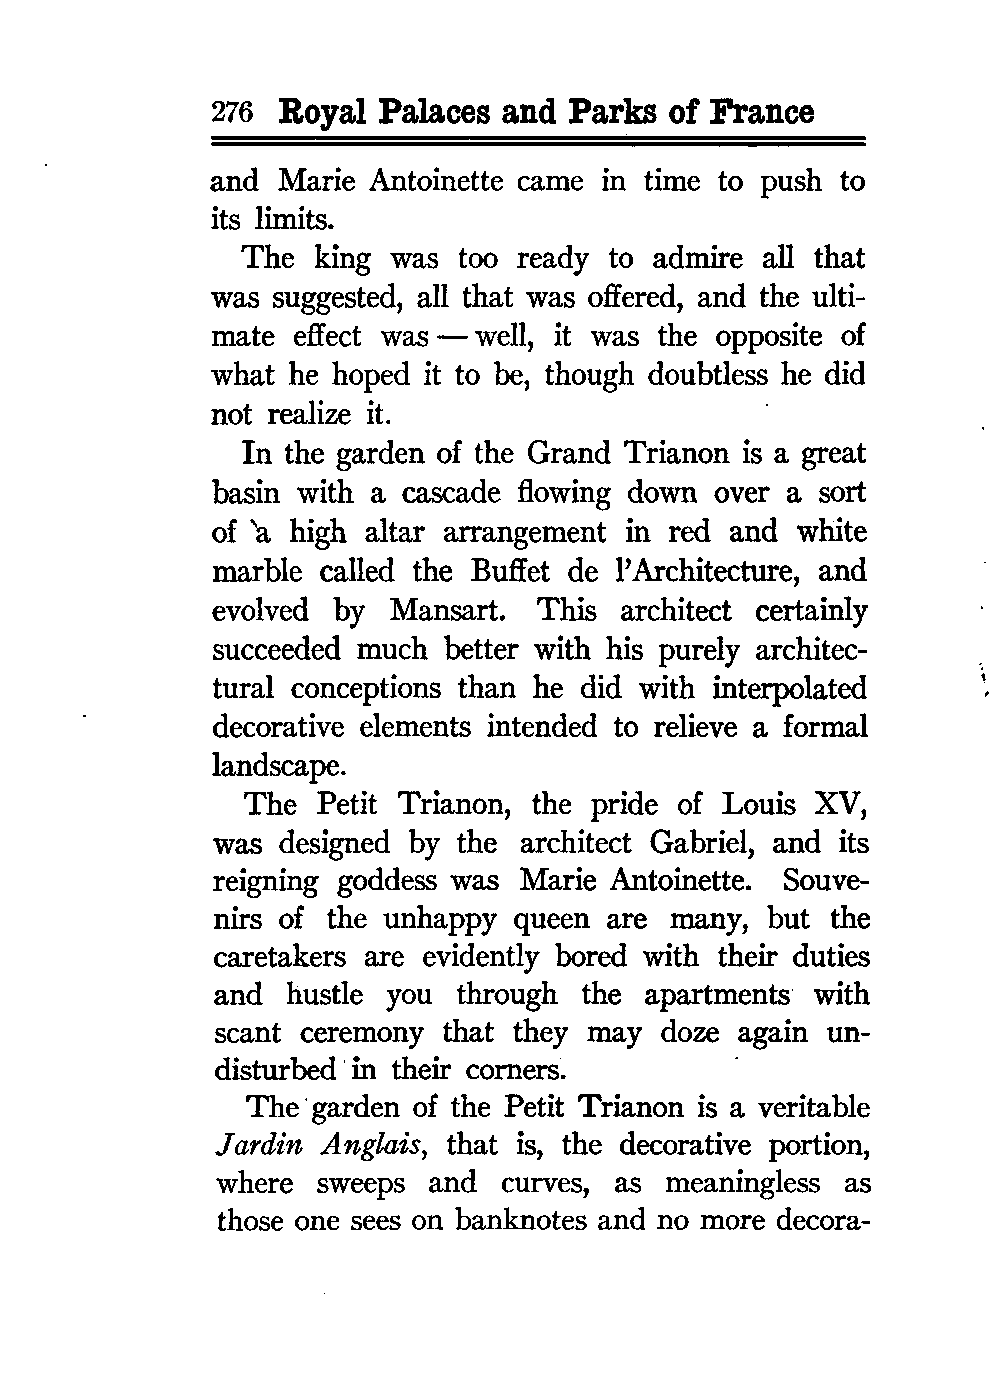 276 Royal Palaces and Parks of France
and Marie Antoinette came in time to push to
its limits.
The king was too ready to admire all that
was suggested, all that was offered, and the ulti-
mate effect was — well, it was the opposite of
what he hoped it to be, though doubtless he did
not realize it.
In the garden of the Grand Trianon is a great
basin with a cascade flowing down over a sort
of a high altar arrangement in red and white
marble called the Buffet de l'Architecture, and
evolved by Mansart. This architect certainly
succeeded much better with his purely architec-
tural conceptions than he did with interpolated
decorative elements intended to relieve a formal
landscape.
The Petit Trianon, the pride of Louis XV,
was designed by the architect Gabriel, and its
reigning goddess was Marie Antoinette. Souve-
nirs of the unhappy queen are many, but the
caretakers are evidently bored with their duties
and hustle you through the apartments with
scant ceremony that they may doze again un-
disturbed in their corners.
The garden of the Petit Trianon is a veritable
Jardin Anglais, that is, the decorative portion,
where sweeps and curves, as meaningless as
those one sees on banknotes and no more decora-